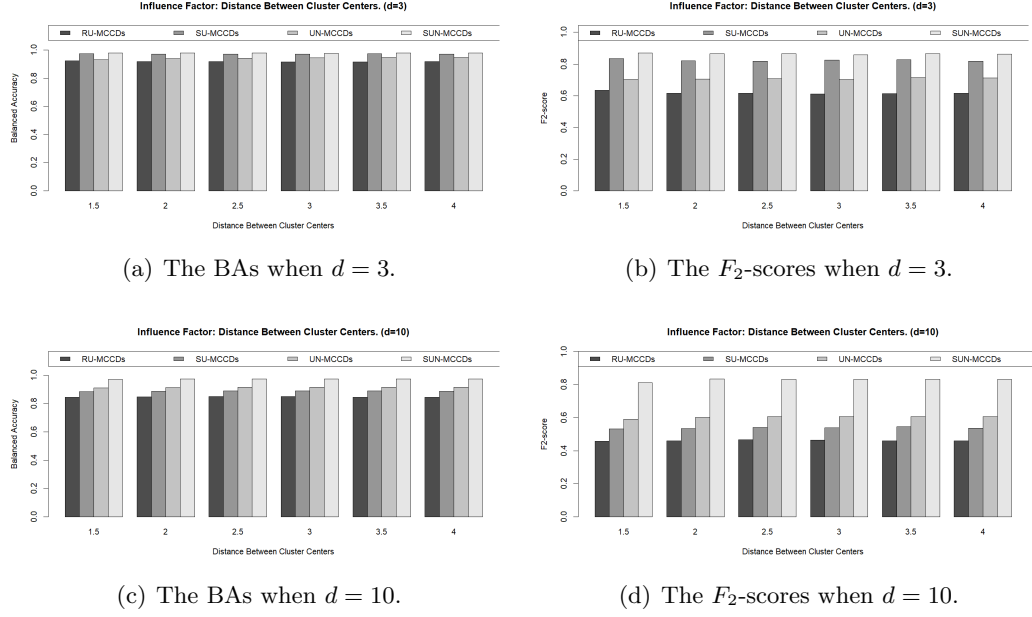 Influence Factor: Distance Between Cluster Centers. (d=3)
RU-MCCDs SU-MCCDs UN-MCCDs SUN-MCCDs
Balanced Accuracy
0.0 0.2 0.4 0.6 0.8 1.0
1.5 2 2.5 3 3.5 4
Distance Between Cluster Centers
(a) The BAs when d = 3.
Influence Factor: Distance Between Cluster Centers. (d=3)
RU-MCCDs SU-MCCDs UN-MCCDs SUN-MCCDs
F2-score
0.0 0.2 0.4 0.6 0.8 1.0
1.5 2 2.5 3 3.5 4
Distance Between Cluster Centers
(b) The F2-scores when d = 3.
Influence Factor: Distance Between Cluster Centers. (d=10)
RU-MCCDs SU-MCCDs UN-MCCDs SUN-MCCDs
Balanced Accuracy
0.0 0.2 0.4 0.6 0.8 1.0
1.5 2 2.5 3 3.5 4
Distance Between Cluster Centers
(c) The BAs when d = 10.
Influence Factor: Distance Between Cluster Centers. (d=10)
RU-MCCDs SU-MCCDs UN-MCCDs SUN-MCCDs
F2-score
0.0 0.2 0.4 0.6 0.8 1.0
1.5 2 2.5 3 3.5 4
Distance Between Cluster Centers
(d) The F2-scores when d = 10.